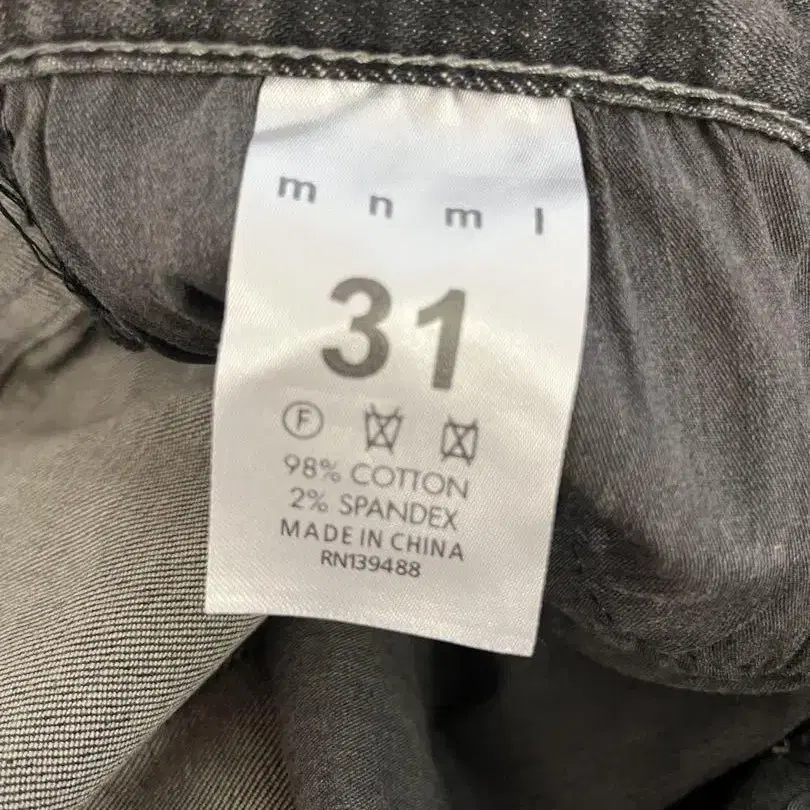 m n m l
31
F
98% COTTON
2% SPANDEX
MADE IN CHINA
RN139488